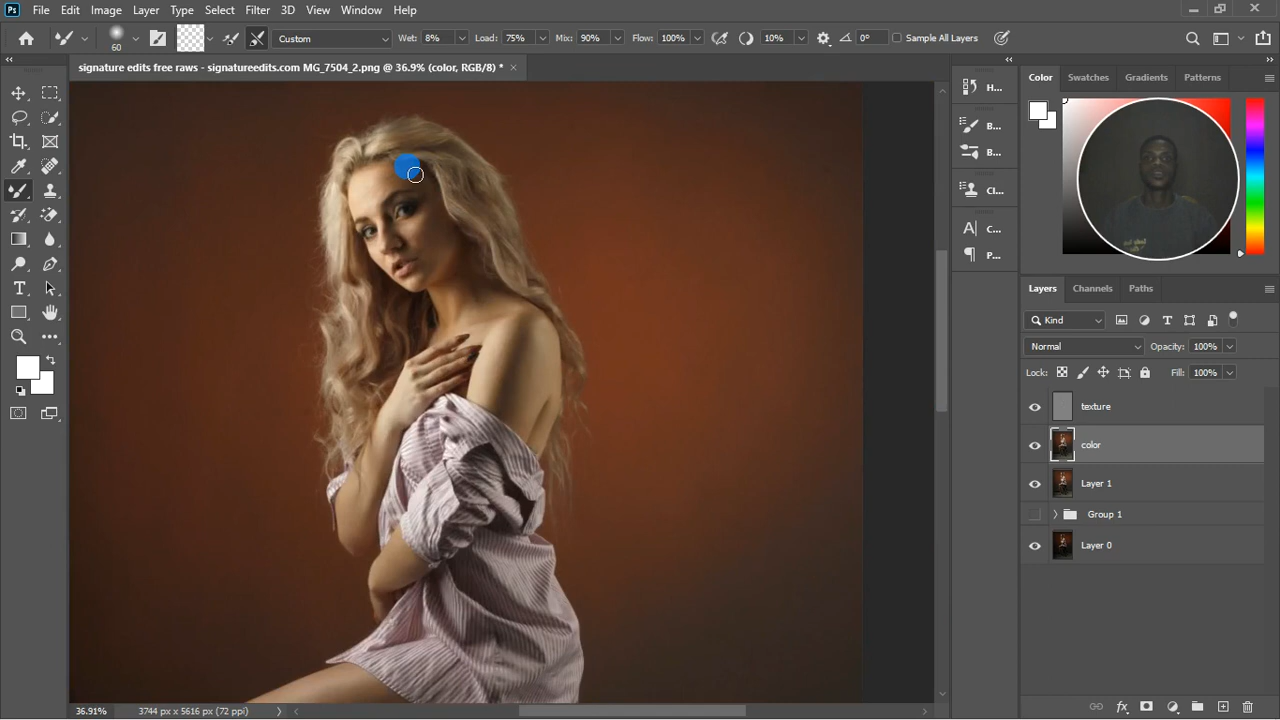 Ps File Edit Image Layer Type Select Filter 3D View Window Help
60 Custom Wet: 8% Load: 75% Mix: 90% Flow: 100% 10% 0° Sample All Layers
signature edits free raws - signatureedits.com MG_7504_2.png @ 36.9% (color, RGB/8) * ×
H...
B...
B...
Cl...
C...
P...
Color Swatches Gradients Patterns
Layers Channels Paths
Kind
Normal Opacity: 100%
Lock: Fill: 100%
texture
color
Layer 1
Group 1
Layer 0
36.91% 3744 px x 5616 px (72 ppi)